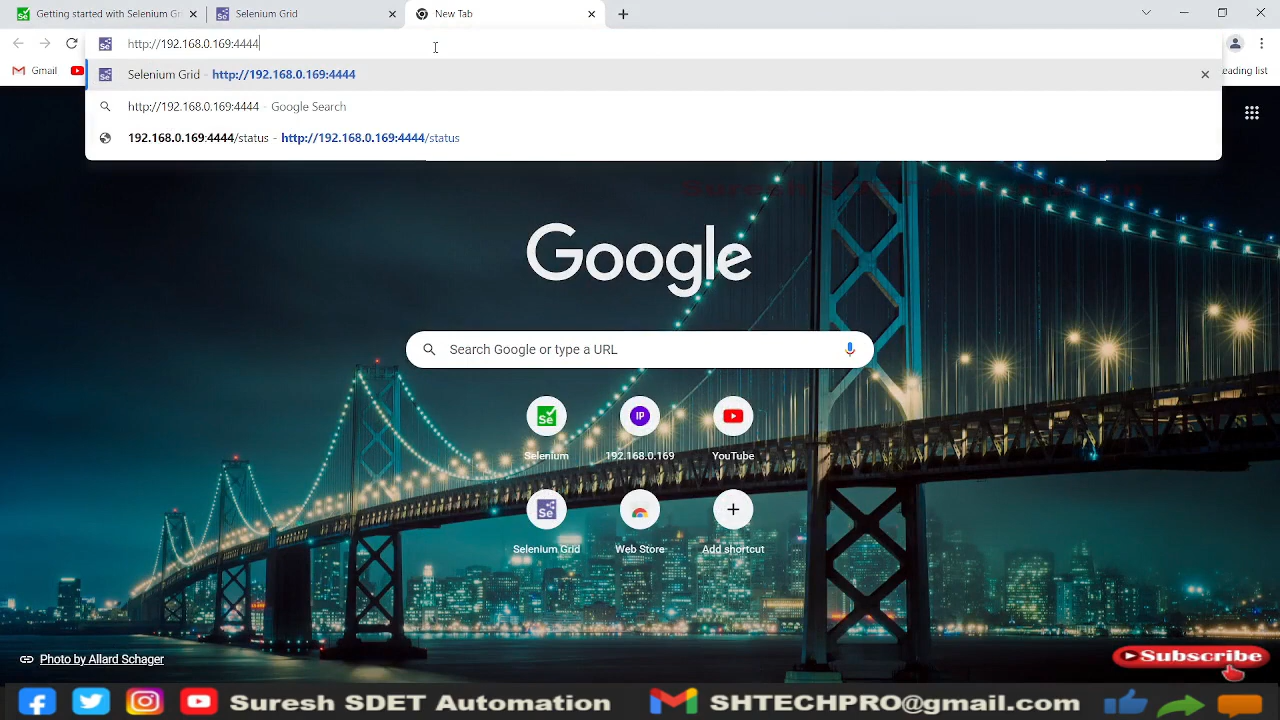 Getting started with Selenium Gr
Selenium Grid
New Tab
http://192.168.0.169:4444
Gmail
eading list
Selenium Grid - http://192.168.0.169:4444
http://192.168.0.169:4444 - Google Search
192.168.0.169:4444/status - http://192.168.0.169:4444/status
Google
Search Google or type a URL
Se
IP
Selenium
192.168.0.169
YouTube
Se
Selenium Grid
Web Store
Add shortcut
Photo by Allard Schager
Subscribe
Suresh SDET Automation
SHTECHPRO@gmail.com